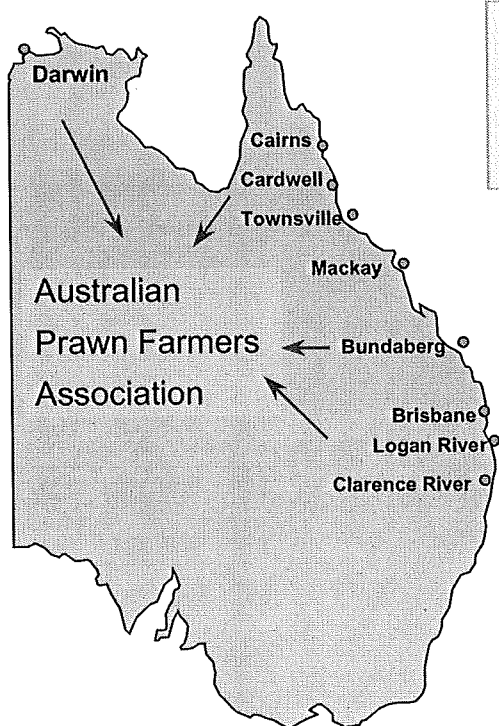 Darwin
Cairns
Cardwell
Townsville
Mackay
Australian
Prawn Farmers
Association
Bundaberg
Brisbane
Logan River
Clarence River